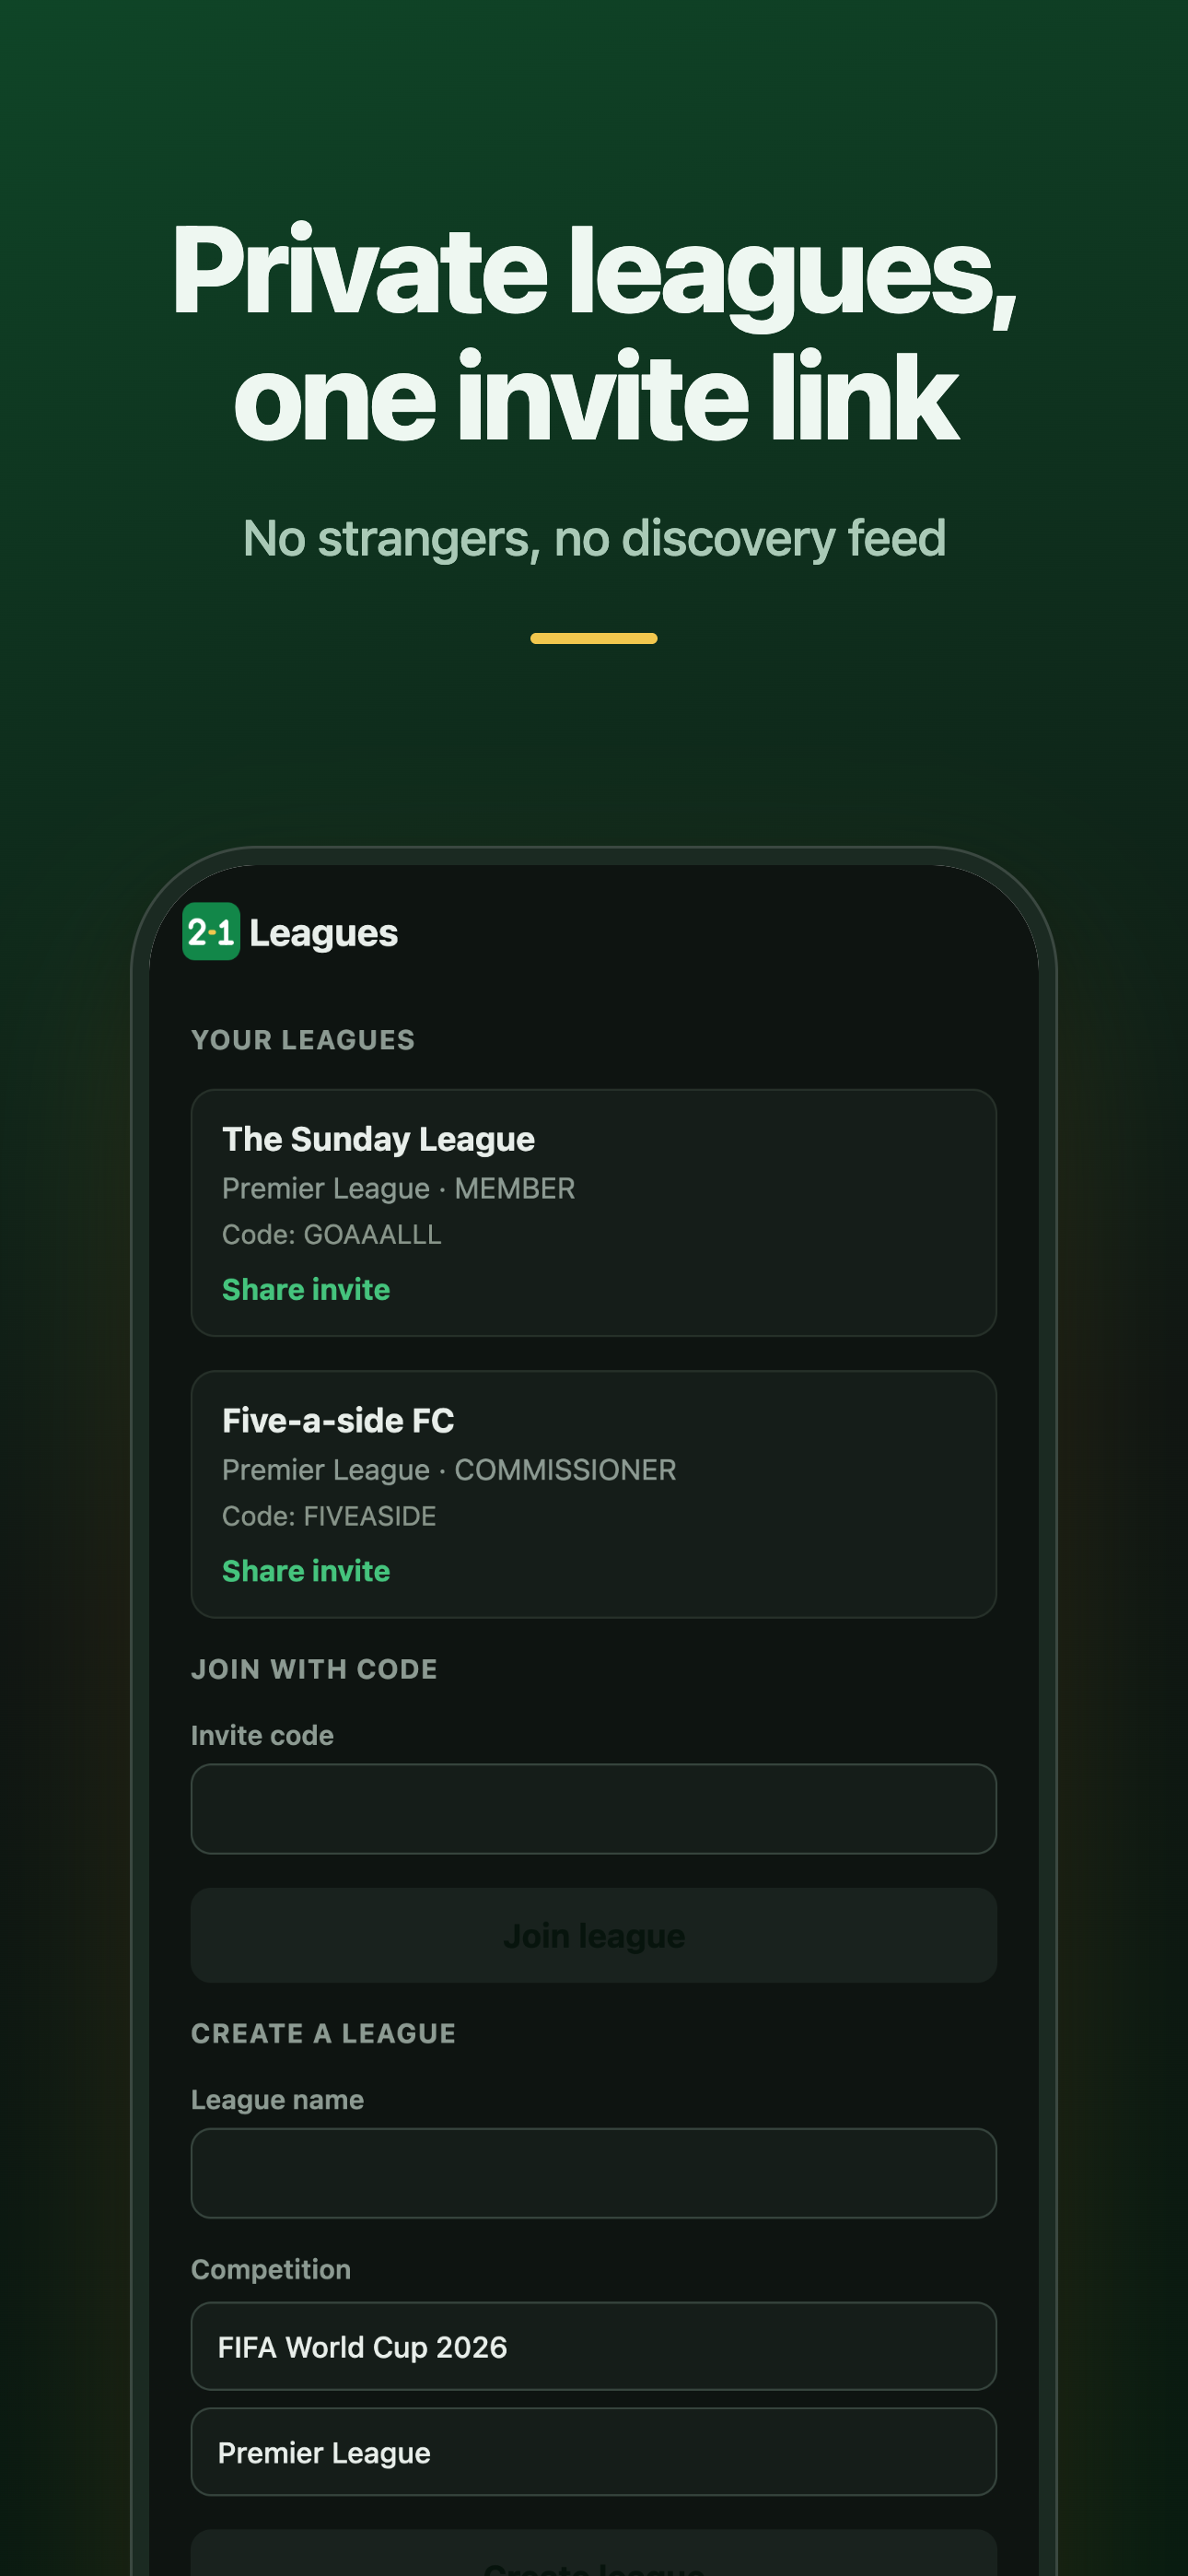 Private leagues,
one invite link
No strangers, no discovery feed
2-1 Leagues
YOUR LEAGUES
The Sunday League
Premier League · MEMBER
Code: GOAAALLL
Share invite
Five-a-side FC
Premier League · COMMISSIONER
Code: FIVEASIDE
Share invite
JOIN WITH CODE
Invite code
Join league
CREATE A LEAGUE
League name
Competition
FIFA World Cup 2026
Premier League
Create league